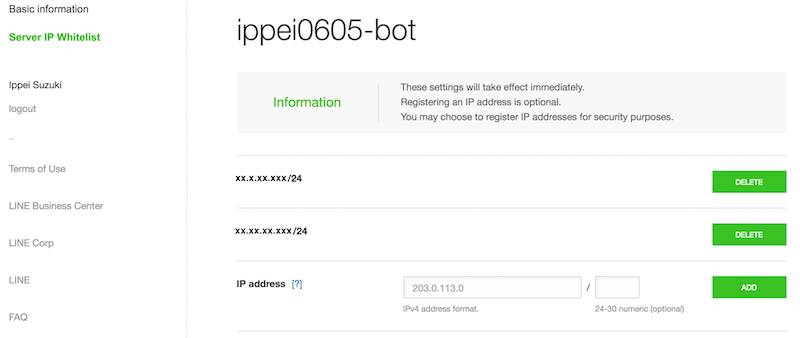 Basic information
Server IP Whitelist
Ippei Suzuki
logout
–
Terms of Use
LINE Business Center
LINE Corp
LINE
FAQ
ippei0605-bot
Information
These settings will take effect immediately.
Registering an IP address is optional.
You may choose to register IP addresses for security purposes.
xx.x.xx.xxx/24
DELETE
xx.xx.xx.xxx/24
DELETE
IP address [?]
203.0.113.0 /
ADD
IPv4 address format.
24-30 numeric (optional)